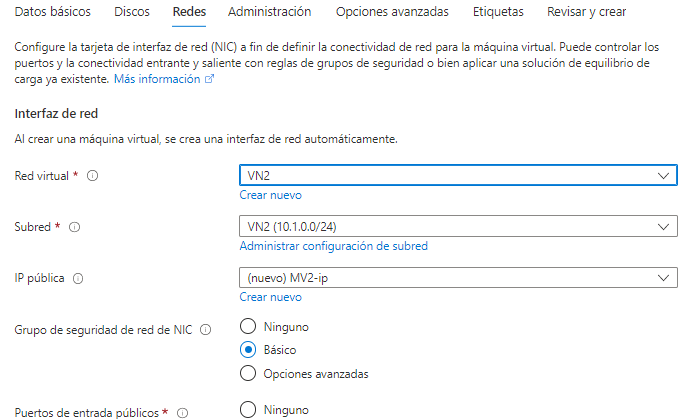 Datos básicos Discos Redes Administración Opciones avanzadas Etiquetas Revisar y crear
Configure la tarjeta de interfaz de red (NIC) a fin de definir la conectividad de red para la máquina virtual. Puede controlar los
puertos y la conectividad entrante y saliente con reglas de grupos de seguridad o bien aplicar una solución de equilibrio de
carga ya existente. Más información
Interfaz de red
Al crear una máquina virtual, se crea una interfaz de red automáticamente.
Red virtual * VN2
Crear nuevo
Subred * VN2 (10.1.0.0/24)
Administrar configuración de subred
IP pública (nuevo) MV2-ip
Crear nuevo
Grupo de seguridad de red de NIC Ninguno
Básico
Opciones avanzadas
Puertos de entrada públicos * Ninguno